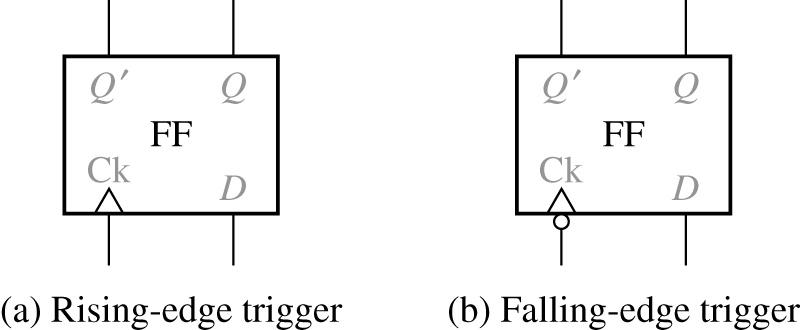 Q′ Q Q′ Q
FF FF
Ck D Ck D
(a) Rising-edge trigger (b) Falling-edge trigger